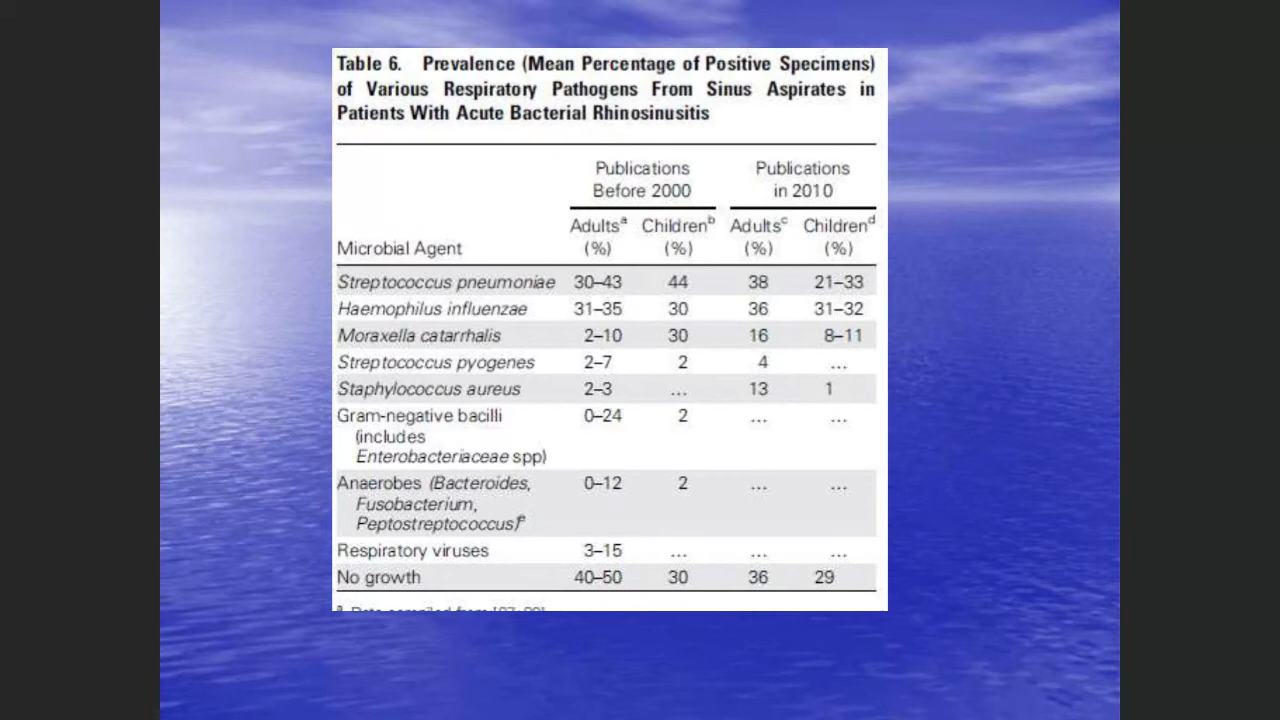 Table 6. Prevalence (Mean Percentage of Positive Specimens)
of Various Respiratory Pathogens From Sinus Aspirates in
Patients With Acute Bacterial Rhinosinusitis
Publications Before 2000 Publications in 2010
Microbial Agent Adultsᵃ (%) Childrenᵇ (%) Adultsᶜ (%) Childrenᵈ (%)
Streptococcus pneumoniae 30–43 44 38 21–33
Haemophilus influenzae 31–35 30 36 31–32
Moraxella catarrhalis 2–10 30 16 8–11
Streptococcus pyogenes 2–7 2 4 ...
Staphylococcus aureus 2–3 ... 13 1
Gram-negative bacilli 0–24 2 ... ...
(includes
Enterobacteriaceae spp)
Anaerobes (Bacteroides, 0–12 2 ... ...
Fusobacterium,
Peptostreptococcus)ᵉ
Respiratory viruses 3–15 ... ... ...
No growth 40–50 30 36 29